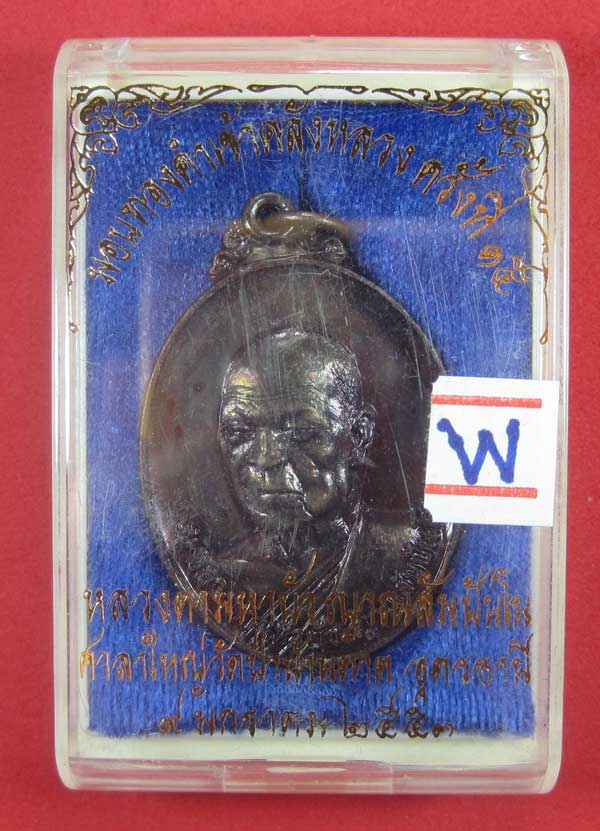 มอบทองคำเข้าคลังหลวง ครั้งที่ ๑๕
พ
หลวงตามหาบัว ญาณสัมปันโน
ศาลาใหญ่วัดป่าบ้านตาด อุดรธานี
๙ มกราคม ๒๕๕๓